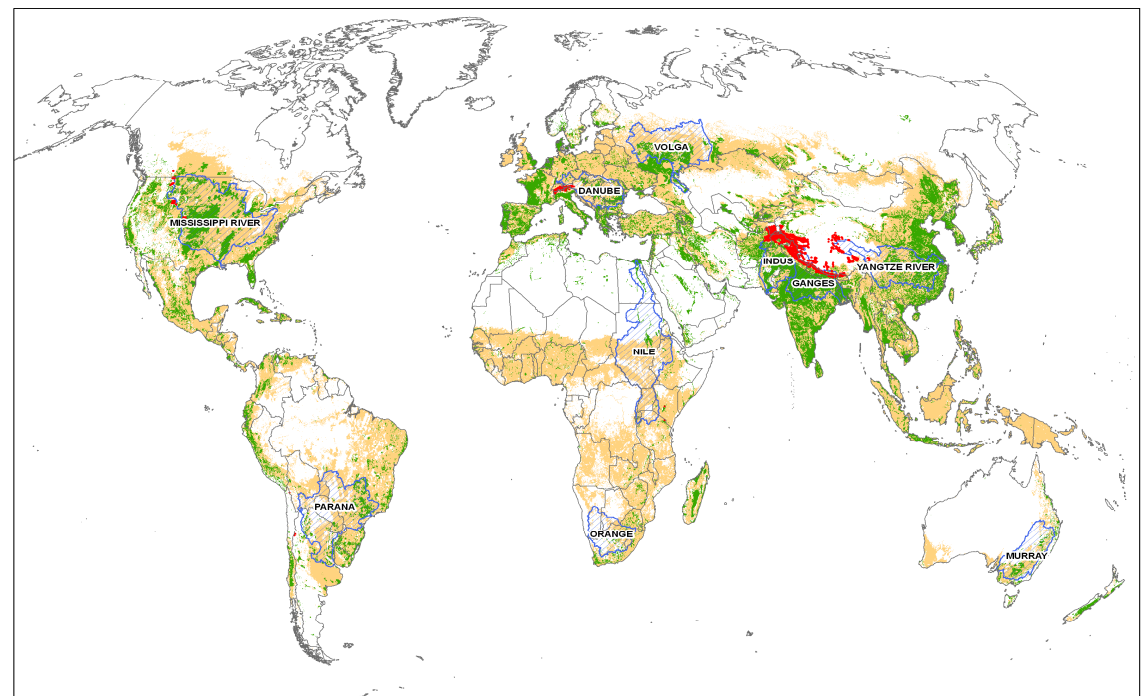 VOLGA
DANUBE
MISSISSIPPI RIVER
INDUS
YANGTZE RIVER
GANGES
NILE
PARANA
ORANGE
MURRAY